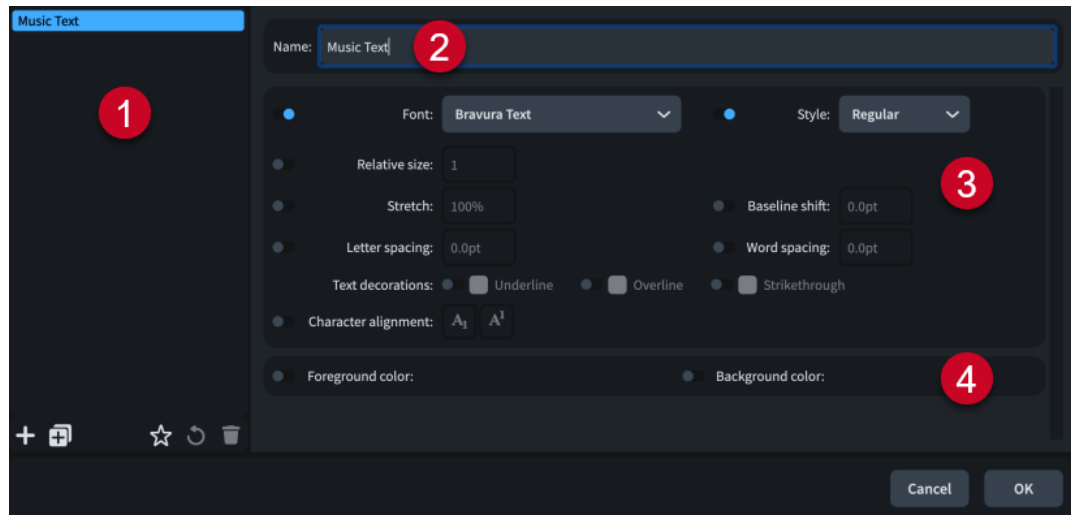 Music Text
1
Name: Music Text 2
Font: Bravura Text Style: Regular
Relative size: 1
3
Stretch: 100% Baseline shift: 0.0pt
Letter spacing: 0.0pt Word spacing: 0.0pt
Text decorations: Underline Overline Strikethrough
Character alignment: A1 A1
Foreground color: Background color: 4
Cancel OK